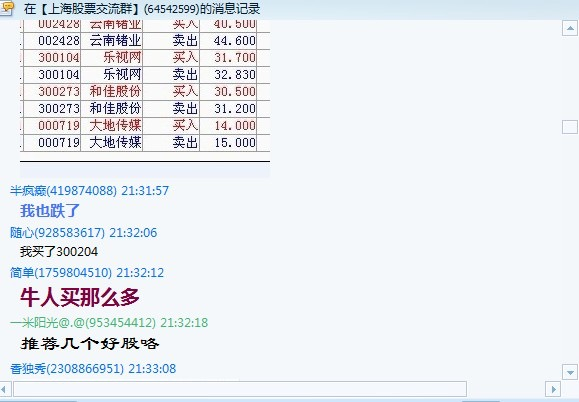 在【上海股票交流群】(64542599)的消息记录
002428 云南锗业 买入 40.500
002428 云南锗业 卖出 44.600
300104 乐视网 买入 31.700
300104 乐视网 卖出 32.830
300273 和佳股份 买入 30.500
300273 和佳股份 卖出 31.200
000719 大地传媒 买入 14.000
000719 大地传媒 卖出 15.000
半疯癫(419874088) 21:31:57
我也跌了
随心(928583617) 21:32:06
我买了300204
简单(1759804510) 21:32:12
牛人买那么多
一米阳光@.@(953454412) 21:32:18
推荐几个好股咯
香独秀(2308866951) 21:33:08